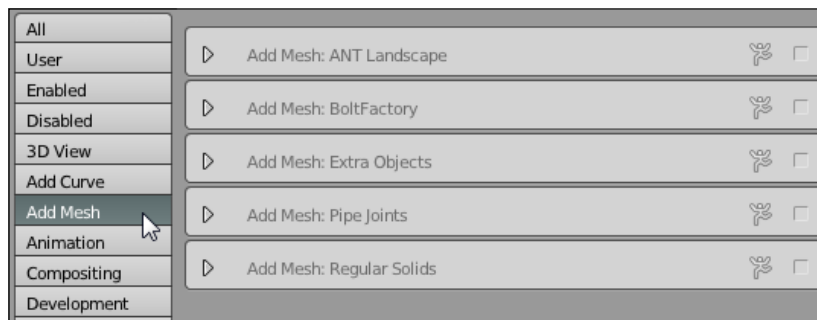 All
User
Enabled
Disabled
3D View
Add Curve
Add Mesh
Animation
Compositing
Development
Add Mesh: ANT Landscape
Add Mesh: BoltFactory
Add Mesh: Extra Objects
Add Mesh: Pipe Joints
Add Mesh: Regular Solids